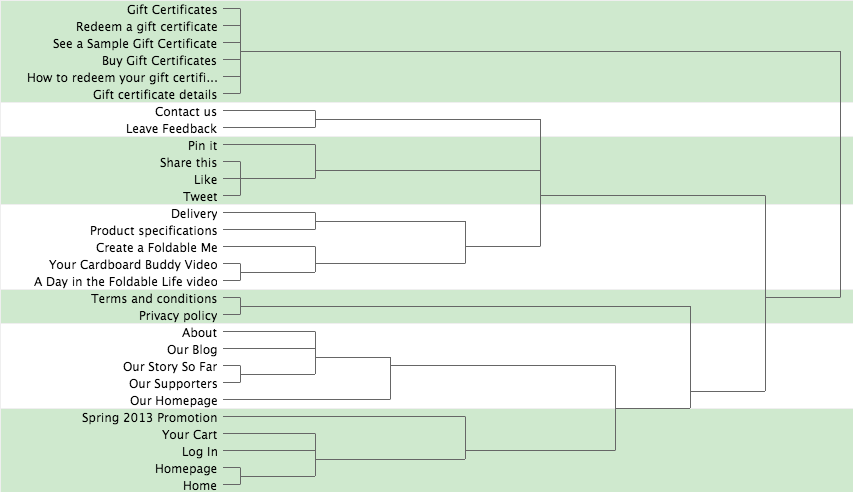 Gift Certificates
Redeem a gift certificate
See a Sample Gift Certificate
Buy Gift Certificates
How to redeem your gift certifi...
Gift certificate details
Contact us
Leave Feedback
Pin it
Share this
Like
Tweet
Delivery
Product specifications
Create a Foldable Me
Your Cardboard Buddy Video
A Day in the Foldable Life video
Terms and conditions
Privacy policy
About
Our Blog
Our Story So Far
Our Supporters
Our Homepage
Spring 2013 Promotion
Your Cart
Log In
Homepage
Home